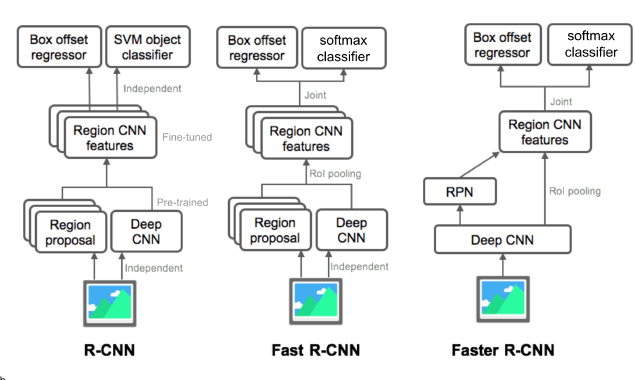 Box offset
regressor
SVM object
classifier
Independent
Region CNN
features
Fine-tuned
Pre-trained
Region
proposal
Deep
CNN
Independent
R-CNN
Box offset
regressor
softmax
classifier
Joint
Region CNN
features
RoI pooling
Region
proposal
Deep
CNN
Independent
Fast R-CNN
Box offset
regressor
softmax
classifier
Joint
Region CNN
features
RPN
RoI pooling
Deep CNN
Faster R-CNN